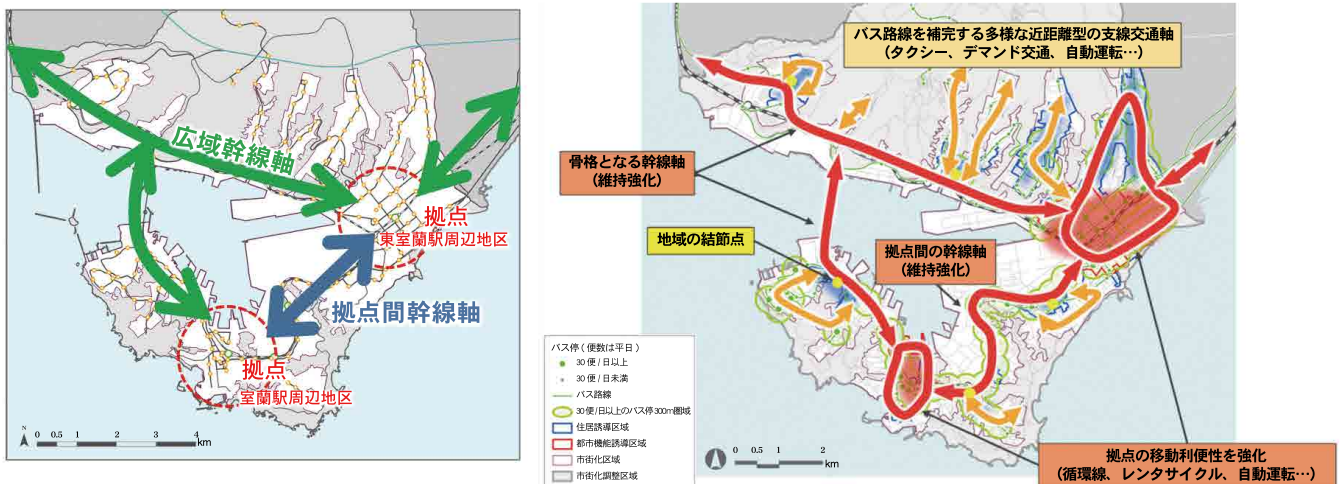 広域幹線軸
拠点
東室蘭駅周辺地区
拠点間幹線軸
拠点
室蘭駅周辺地区
N
0 0.5 1 2 3 4
km
バス路線を補完する多様な近距離型の支線交通軸
(タクシー、デマンド交通、自動運転…)
骨格となる幹線軸
(維持強化)
地域の結節点
拠点間の幹線軸
(維持強化)
バス停(便数は平日)
30便/日以上
30便/日未満
バス路線
30便/日以上のバス停300m圏域
住居誘導区域
都市機能誘導区域
市街化区域
市街化調整区域
0 0.5 1 2
km
拠点の移動利便性を強化
(循環線、レンタサイクル、自動運転…)